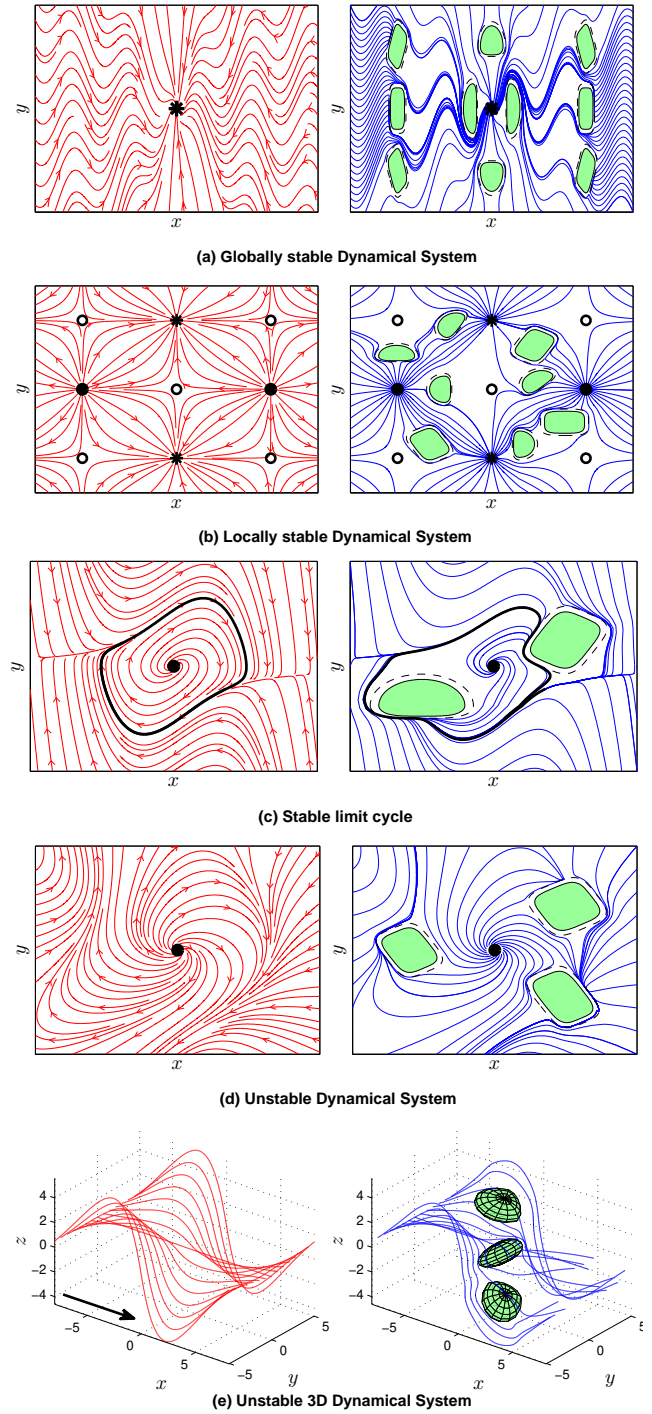 y
x
y
x
(a) Globally stable Dynamical System
y
x
y
x
(b) Locally stable Dynamical System
y
x
y
x
(c) Stable limit cycle
y
x
y
x
(d) Unstable Dynamical System
z
4
2
0
−2
−4
−5
0
5
x
−5
0
5
y
z
4
2
0
−2
−4
−5
0
5
x
−5
0
5
y
(e) Unstable 3D Dynamical System